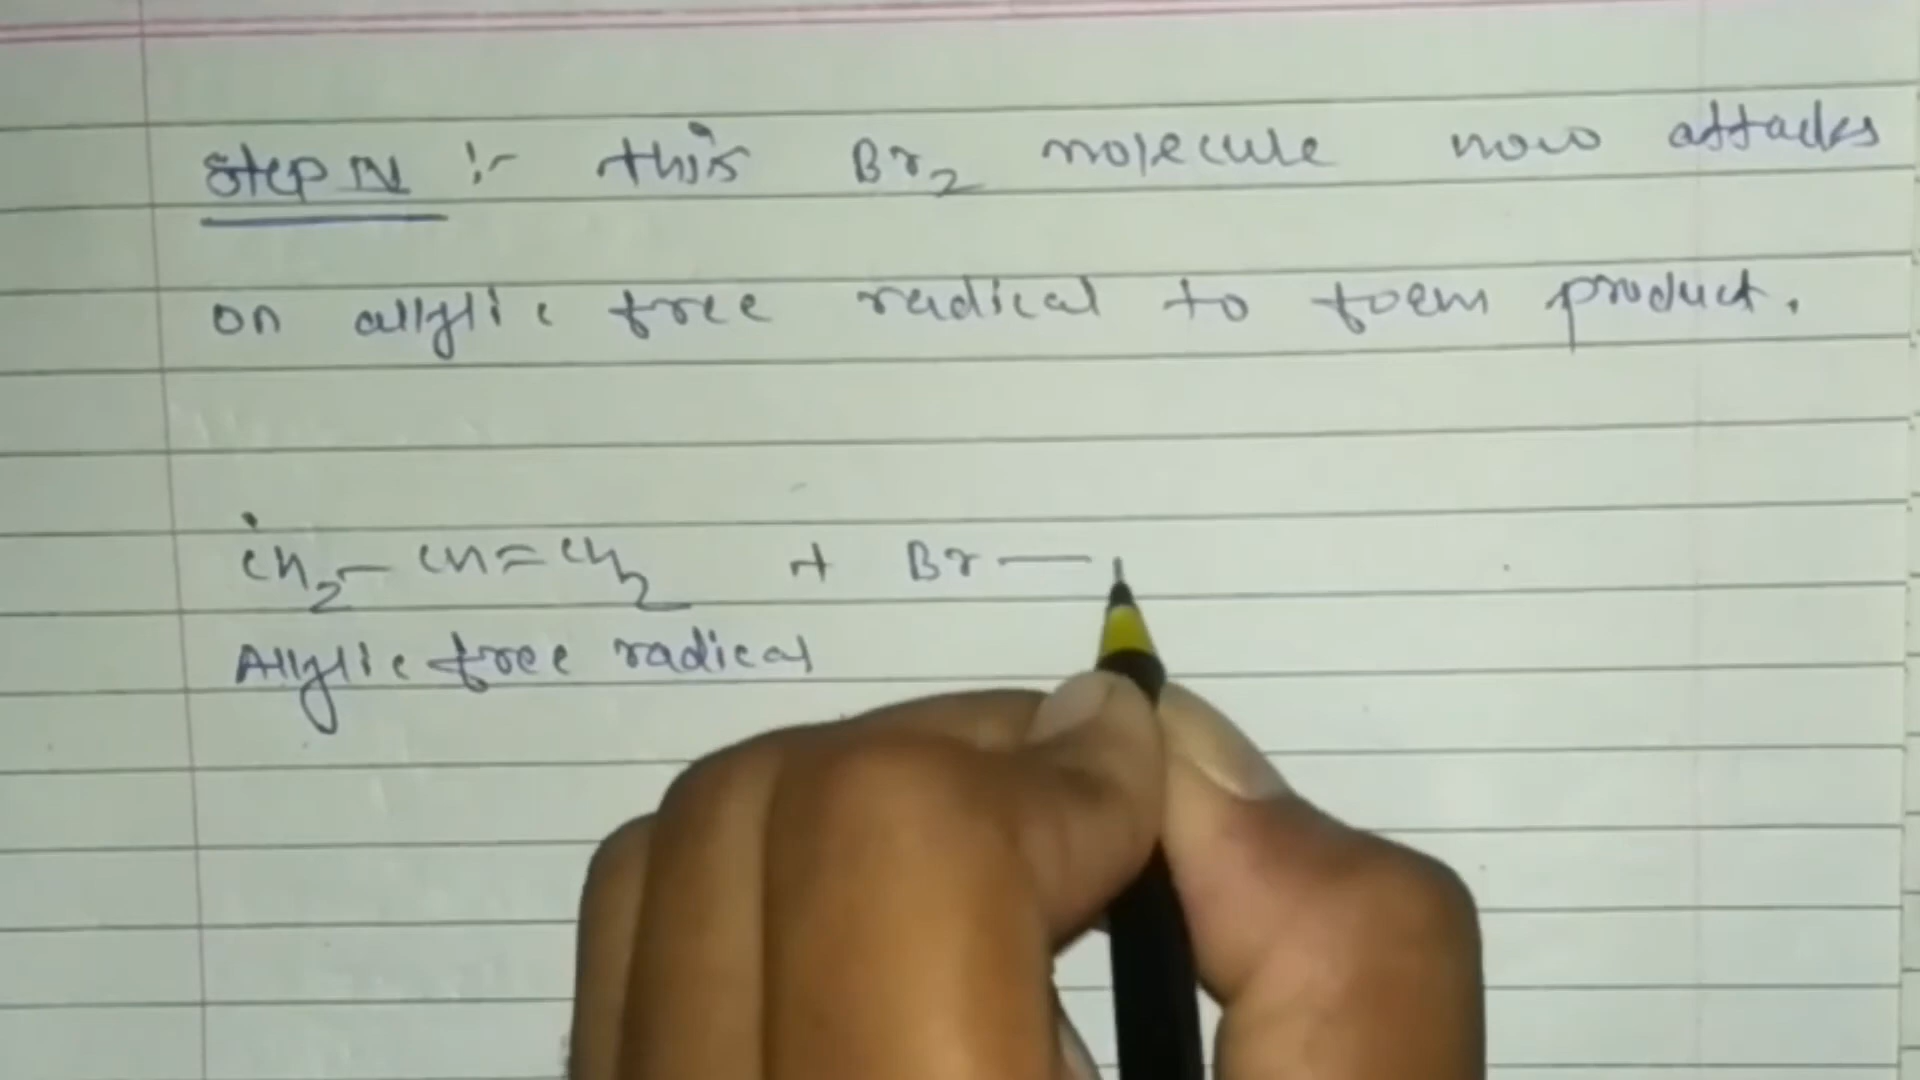 Step IV :- this Br₂ molecule now attacks
on allylic free radical to form product.
ĊH₂-CH=CH₂ + Br—
Allylic free radical